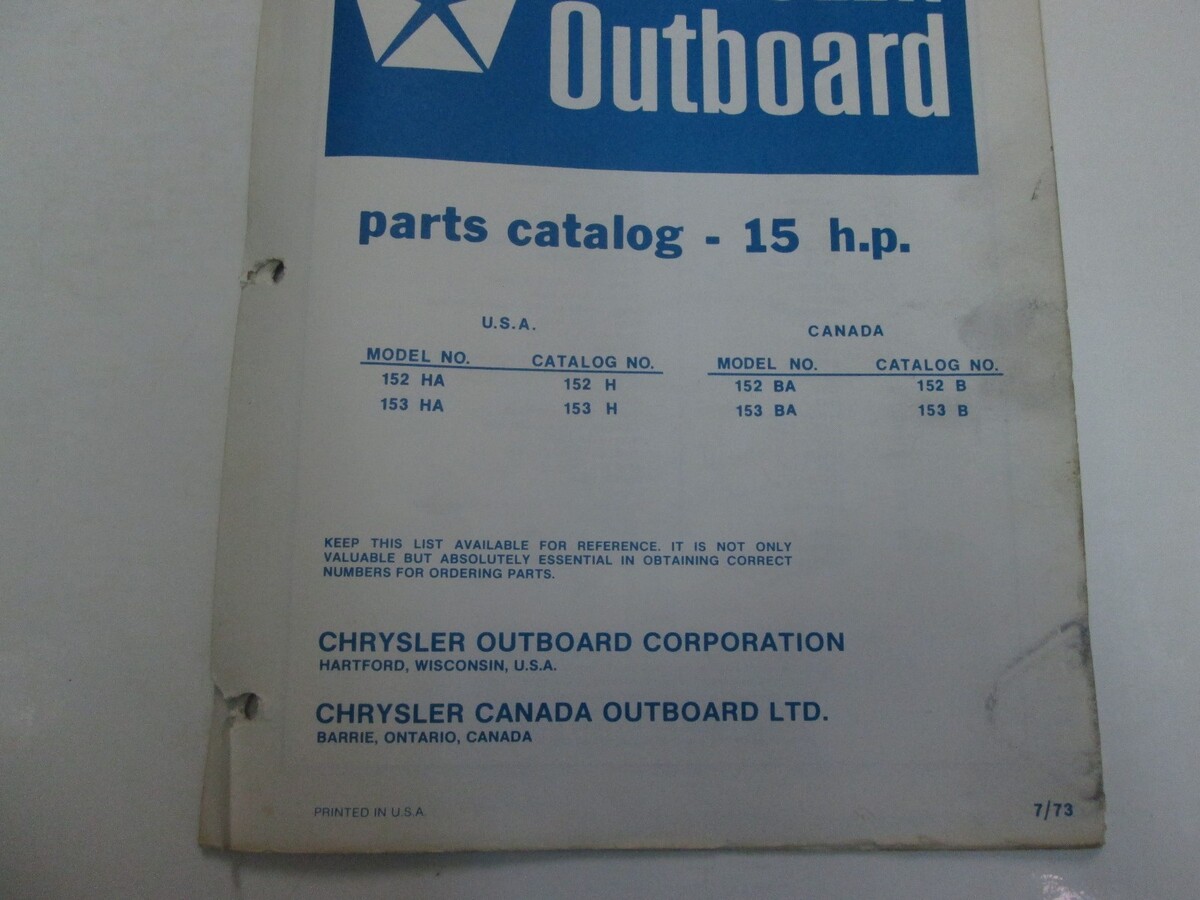 Outboard
parts catalog - 15 h.p.
U.S.A.
MODEL NO. CATALOG NO.
152 HA 152 H
153 HA 153 H
CANADA
MODEL NO. CATALOG NO.
152 BA 152 B
153 BA 153 B
KEEP THIS LIST AVAILABLE FOR REFERENCE. IT IS NOT ONLY
VALUABLE BUT ABSOLUTELY ESSENTIAL IN OBTAINING CORRECT
NUMBERS FOR ORDERING PARTS.
CHRYSLER OUTBOARD CORPORATION
HARTFORD, WISCONSIN, U.S.A.
CHRYSLER CANADA OUTBOARD LTD.
BARRIE, ONTARIO, CANADA
PRINTED IN U.S.A.
7/73